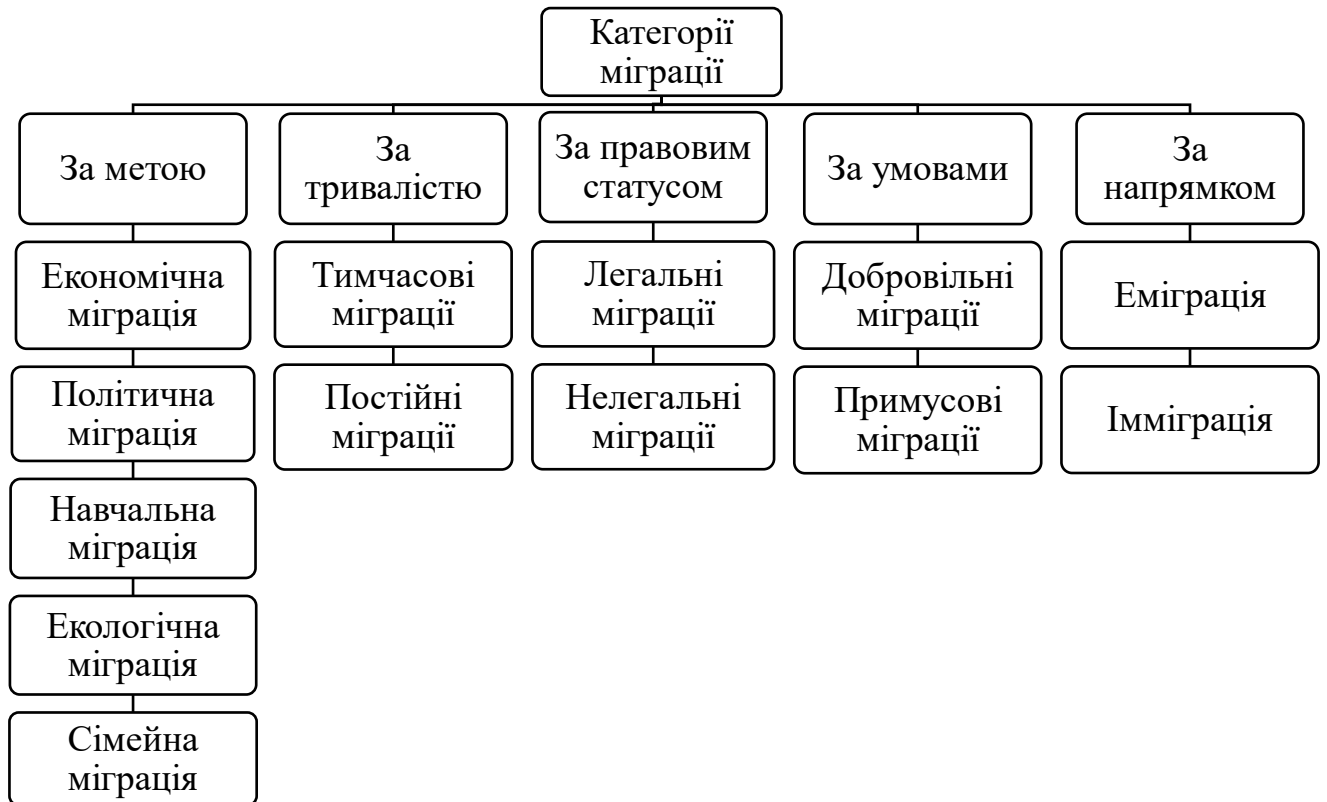 Категорії
міграції
За метою
За
тривалістю
За правовим
статусом
За умовами
За
напрямком
Економічна
міграція
Тимчасові
міграції
Легальні
міграції
Добровільні
міграції
Еміграція
Політична
міграція
Постійні
міграції
Нелегальні
міграції
Примусові
міграції
Імміграція
Навчальна
міграція
Екологічна
міграція
Сімейна
міграція